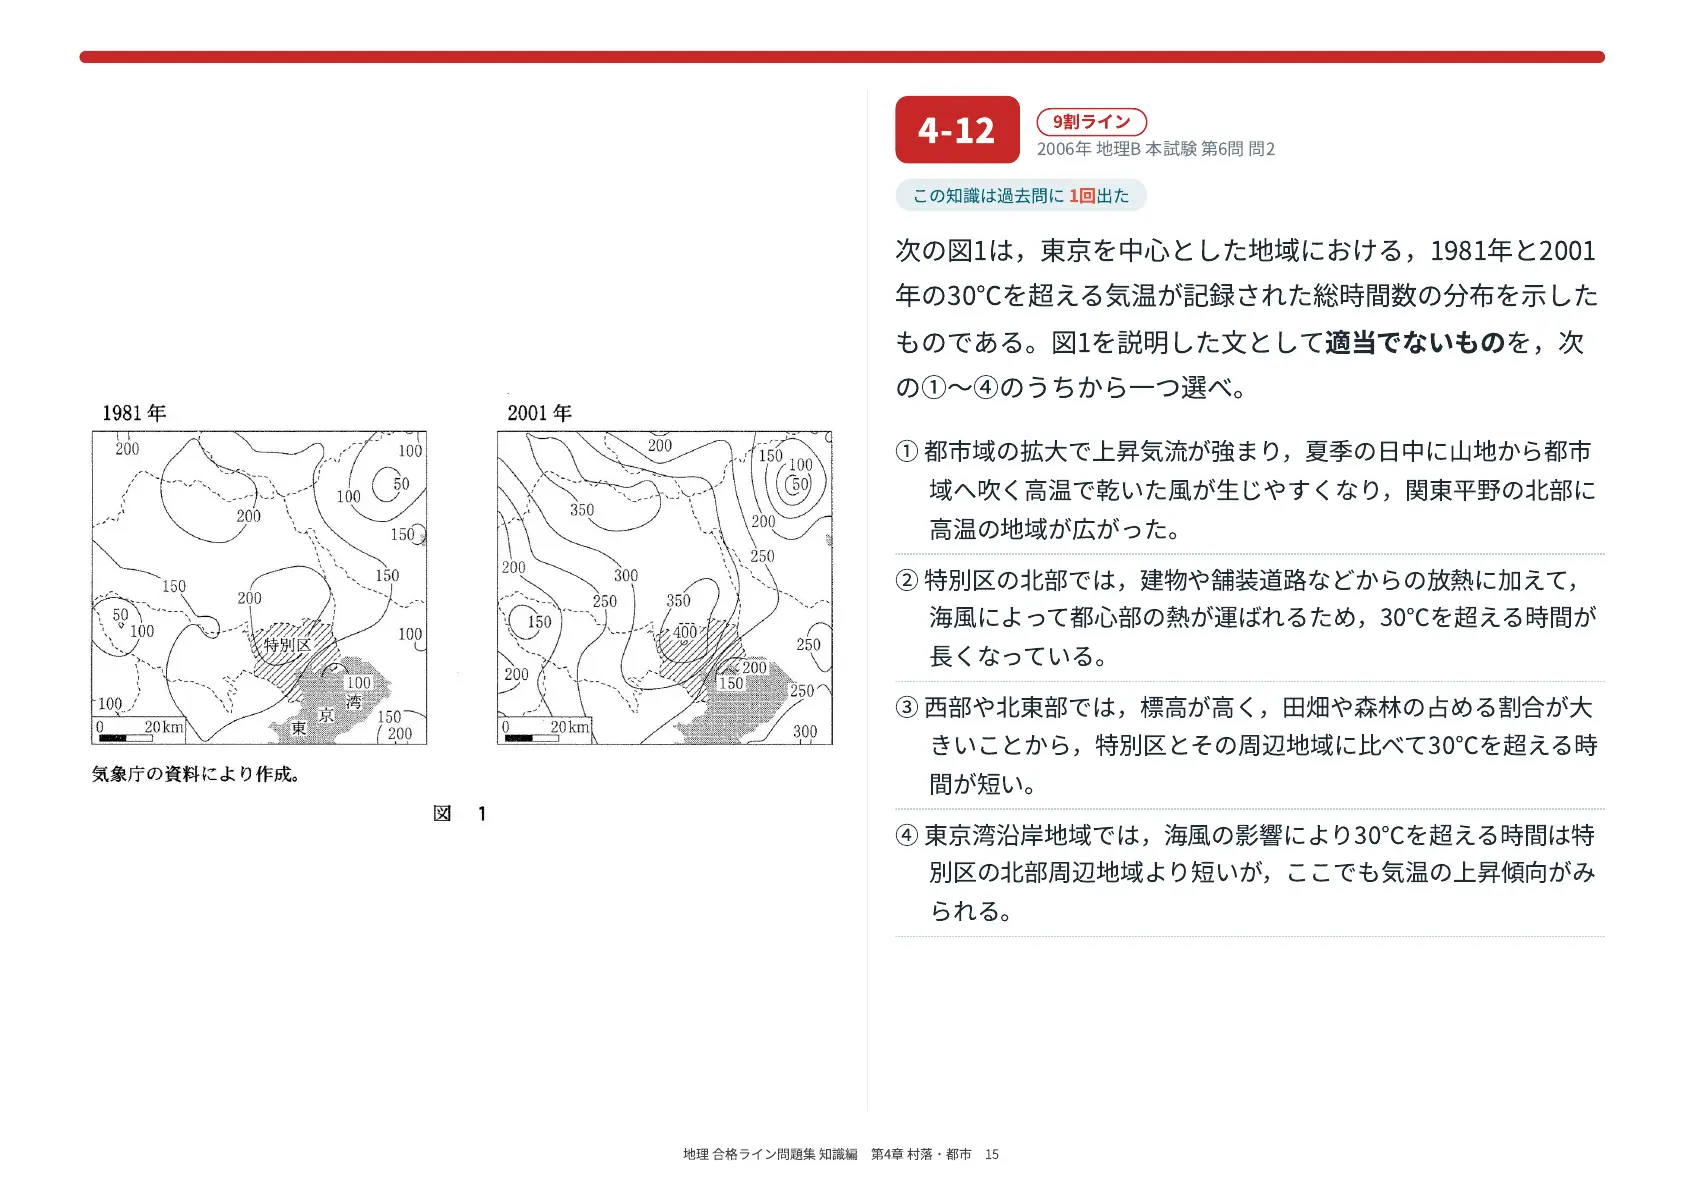 4-12
9割ライン
2006年 地理B 本試験 第6問 問2
この知識は過去問に 1回出た
次の図1は，東京を中心とした地域における，1981年と2001
年の30℃を超える気温が記録された総時間数の分布を示した
ものである。図1を説明した文として適当でないものを，次
の①～④のうちから一つ選べ。
① 都市域の拡大で上昇気流が強まり，夏季の日中に山地から都市
域へ吹く高温で乾いた風が生じやすくなり，関東平野の北部に
高温の地域が広がった。
② 特別区の北部では，建物や舗装道路などからの放熱に加えて，
海風によって都心部の熱が運ばれるため，30℃を超える時間が
長くなっている。
③ 西部や北東部では，標高が高く，田畑や森林の占める割合が大
きいことから，特別区とその周辺地域に比べて30℃を超える時
間が短い。
④ 東京湾沿岸地域では，海風の影響により30℃を超える時間は特
別区の北部周辺地域より短いが，ここでも気温の上昇傾向がみ
られる。
1981 年
200
100
50
100
200
150
150
150
200
50
100
100
特別区
100
湾
京
東
100
150
200
0
20km
2001 年
200
150
100
50
350
200
250
200
300
250
350
150
400
250
200
200
150
250
300
0
20km
気象庁の資料により作成。
図 1
地理 合格ライン問題集 知識編 第4章 村落・都市 15